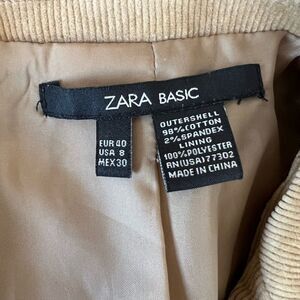 ZARA BASIC
EUR 40
USA 8
MEX 30
OUTERSHELL
98%COTTON
2%SPANDEX
LINING
100%POLYESTER
RN(USA)77302
MADE IN CHINA